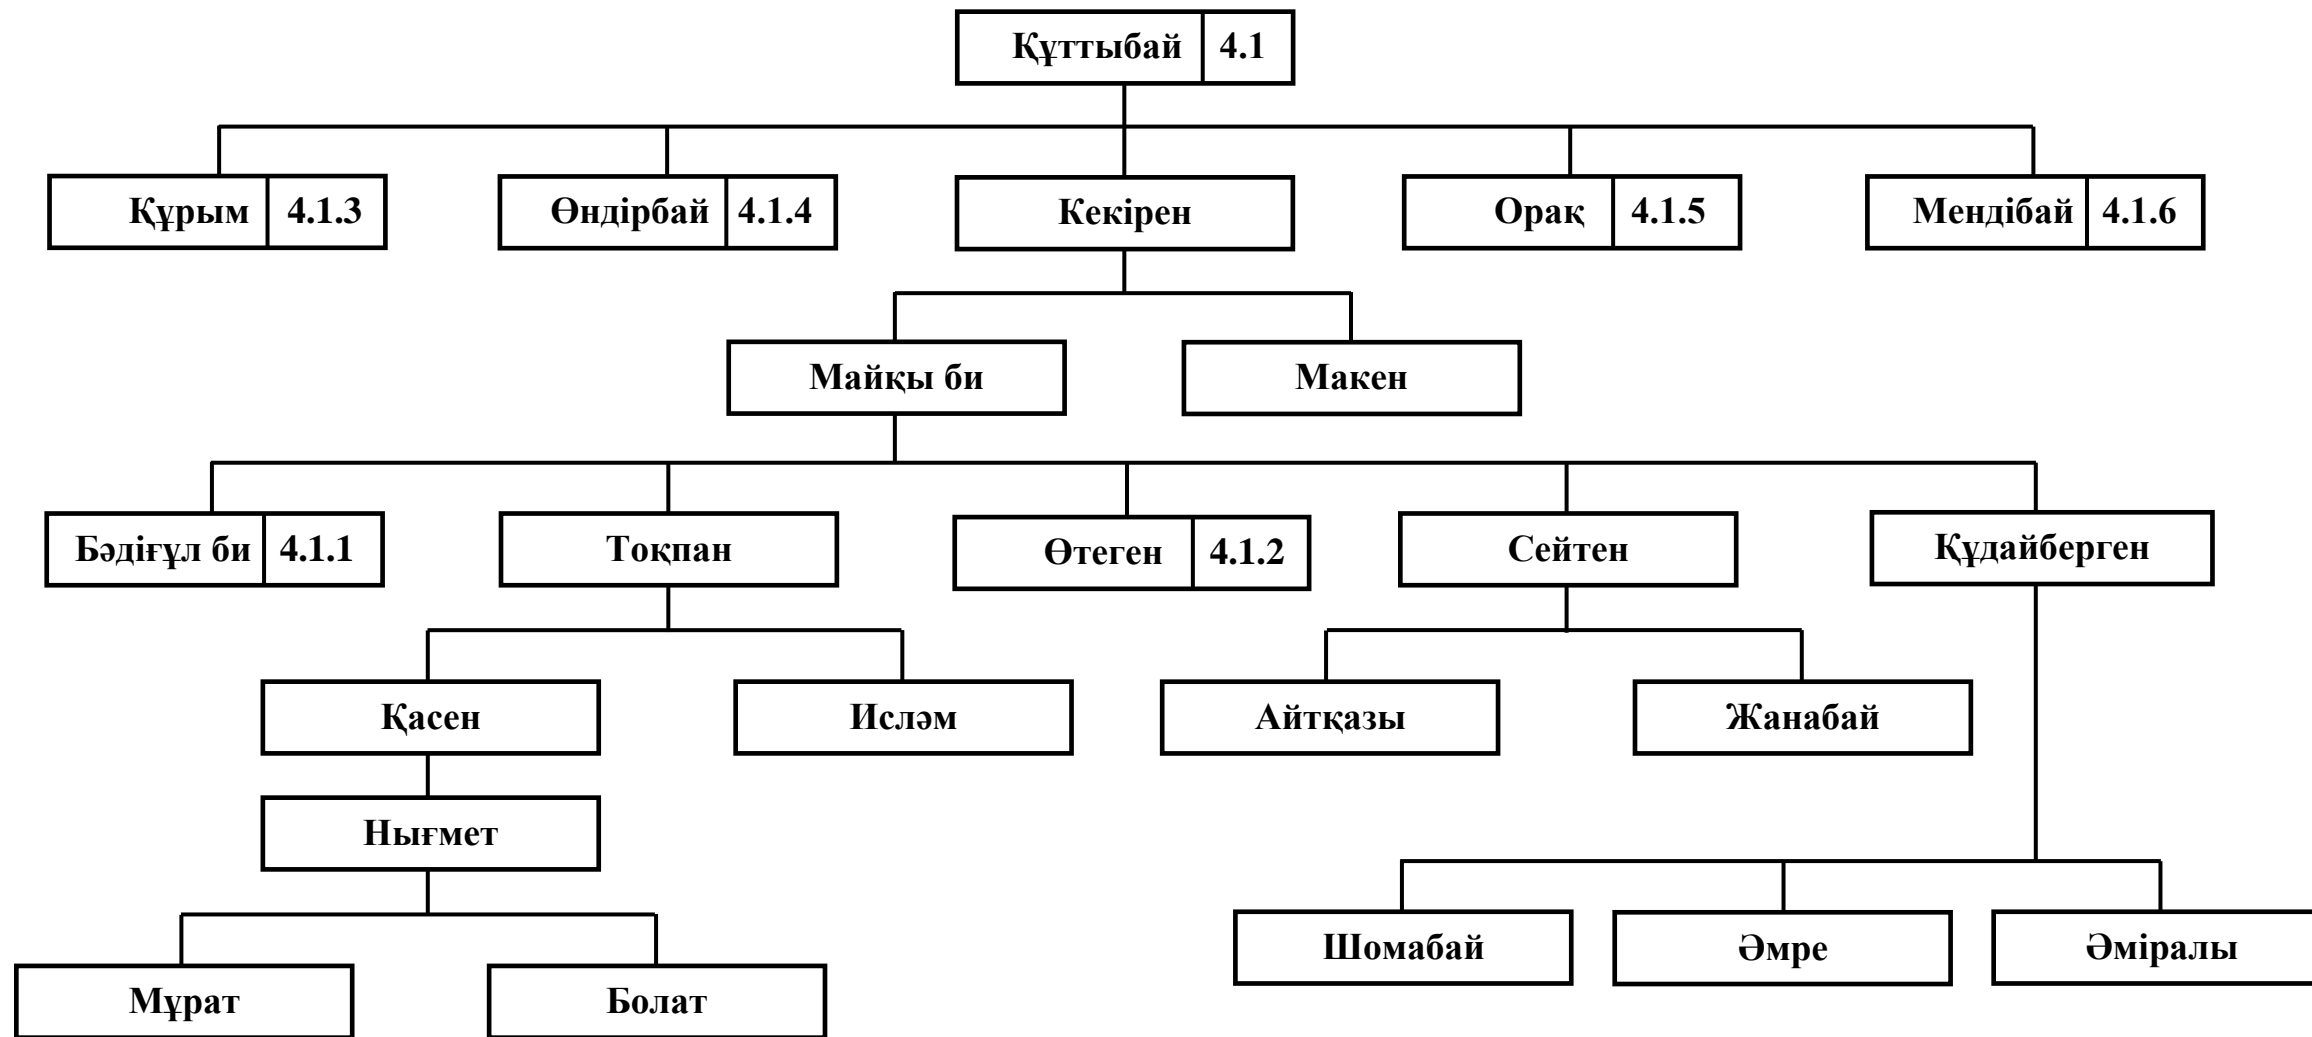 Құттыбай 4.1
Құрым 4.1.3 Өндірбай 4.1.4 Кекірен Орақ 4.1.5 Мендібай 4.1.6
Майқы би Макен
Бәдіғұл би 4.1.1 Тоқпан Өтеген 4.1.2 Сейтен Құдайберген
Қасен Исләм Айтқазы Жанабай
Нығмет
Шомабай Әмре Әміралы
Мұрат Болат